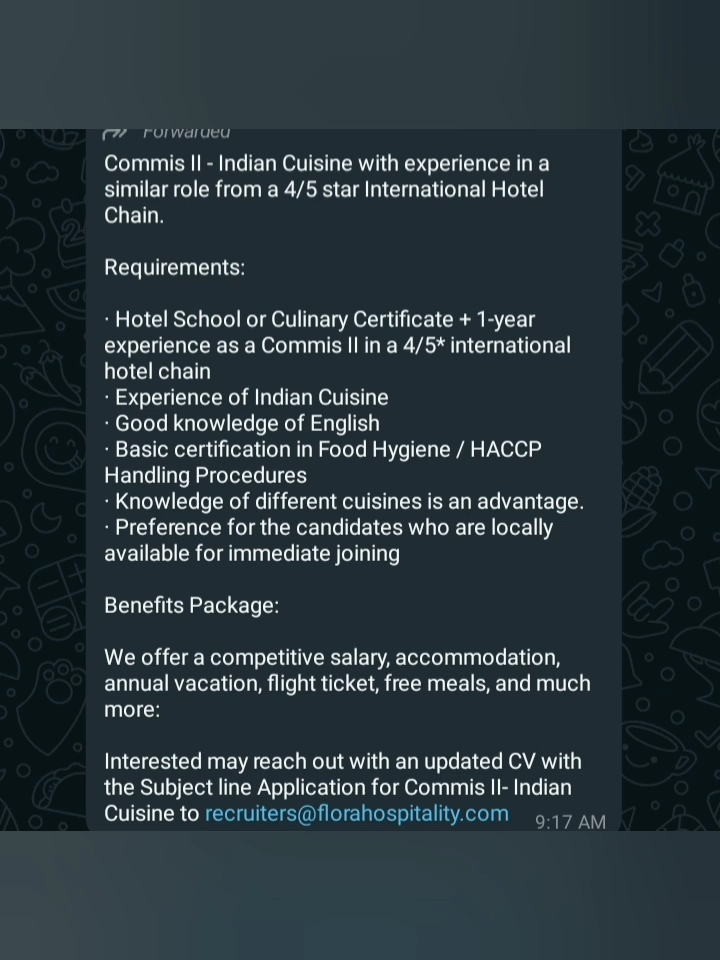 Forwarded
Commis II - Indian Cuisine with experience in a
similar role from a 4/5 star International Hotel
Chain.
Requirements:
· Hotel School or Culinary Certificate + 1-year
experience as a Commis II in a 4/5* international
hotel chain
· Experience of Indian Cuisine
· Good knowledge of English
· Basic certification in Food Hygiene / HACCP
Handling Procedures
· Knowledge of different cuisines is an advantage.
· Preference for the candidates who are locally
available for immediate joining
Benefits Package:
We offer a competitive salary, accommodation,
annual vacation, flight ticket, free meals, and much
more:
Interested may reach out with an updated CV with
the Subject line Application for Commis II- Indian
Cuisine to recruiters@florahospitality.com
9:17 AM